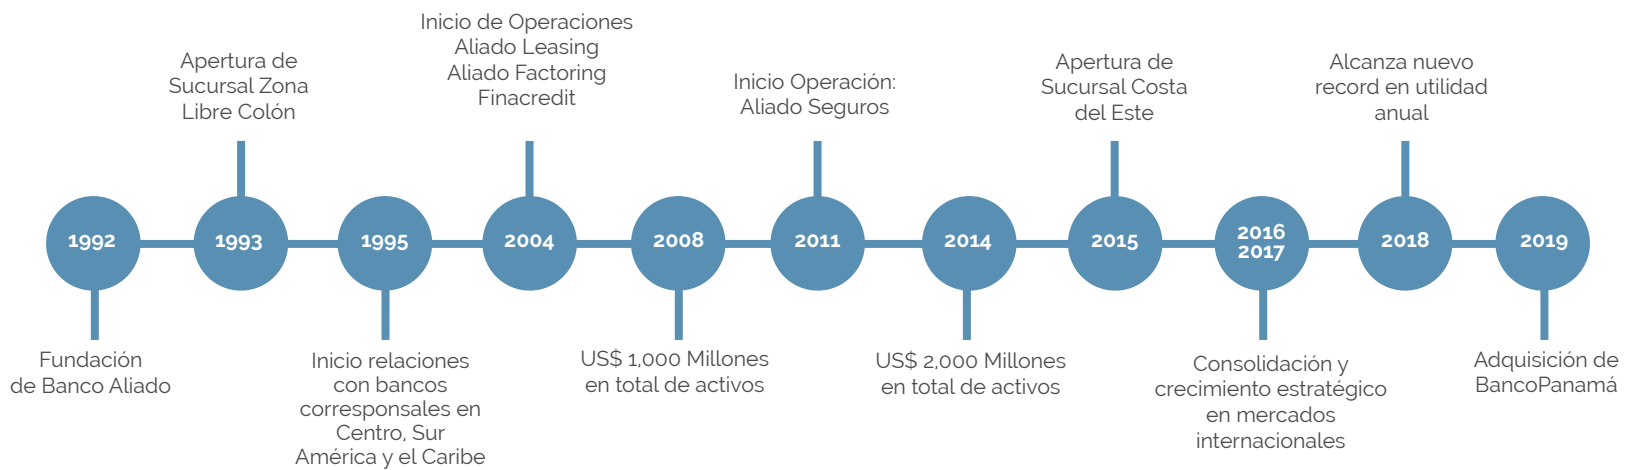 1992
Fundación
de Banco Aliado
Apertura de
Sucursal Zona
Libre Colón
1993
1995
Inicio relaciones
con bancos
corresponsales en
Centro, Sur
América y el Caribe
Inicio de Operaciones
Aliado Leasing
Aliado Factoring
Finacredit
2004
2008
US$ 1,000 Millones
en total de activos
Inicio Operación:
Aliado Seguros
2011
2014
US$ 2,000 Millones
en total de activos
Apertura de
Sucursal Costa
del Este
2015
2016
2017
Consolidación y
crecimiento estratégico
en mercados
internacionales
Alcanza nuevo
record en utilidad
anual
2018
2019
Adquisición de
BancoPanamá